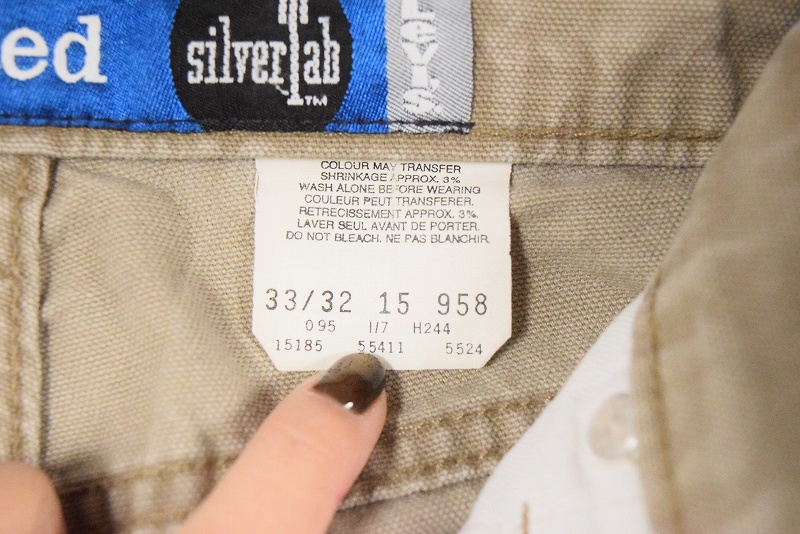 ed
silverTab™
LEVI'S
COLOUR MAY TRANSFER
SHRINKAGE APPROX. 3%
WASH ALONE BEFORE WEARING
COULEUR PEUT TRANSFERER.
RETRECISSEMENT APPROX. 3%.
LAVER SEUL AVANT DE PORTER.
DO NOT BLEACH. NE PAS BLANCHIR.
33/32 15 958
095 I/7 H244
15185 55411 5524